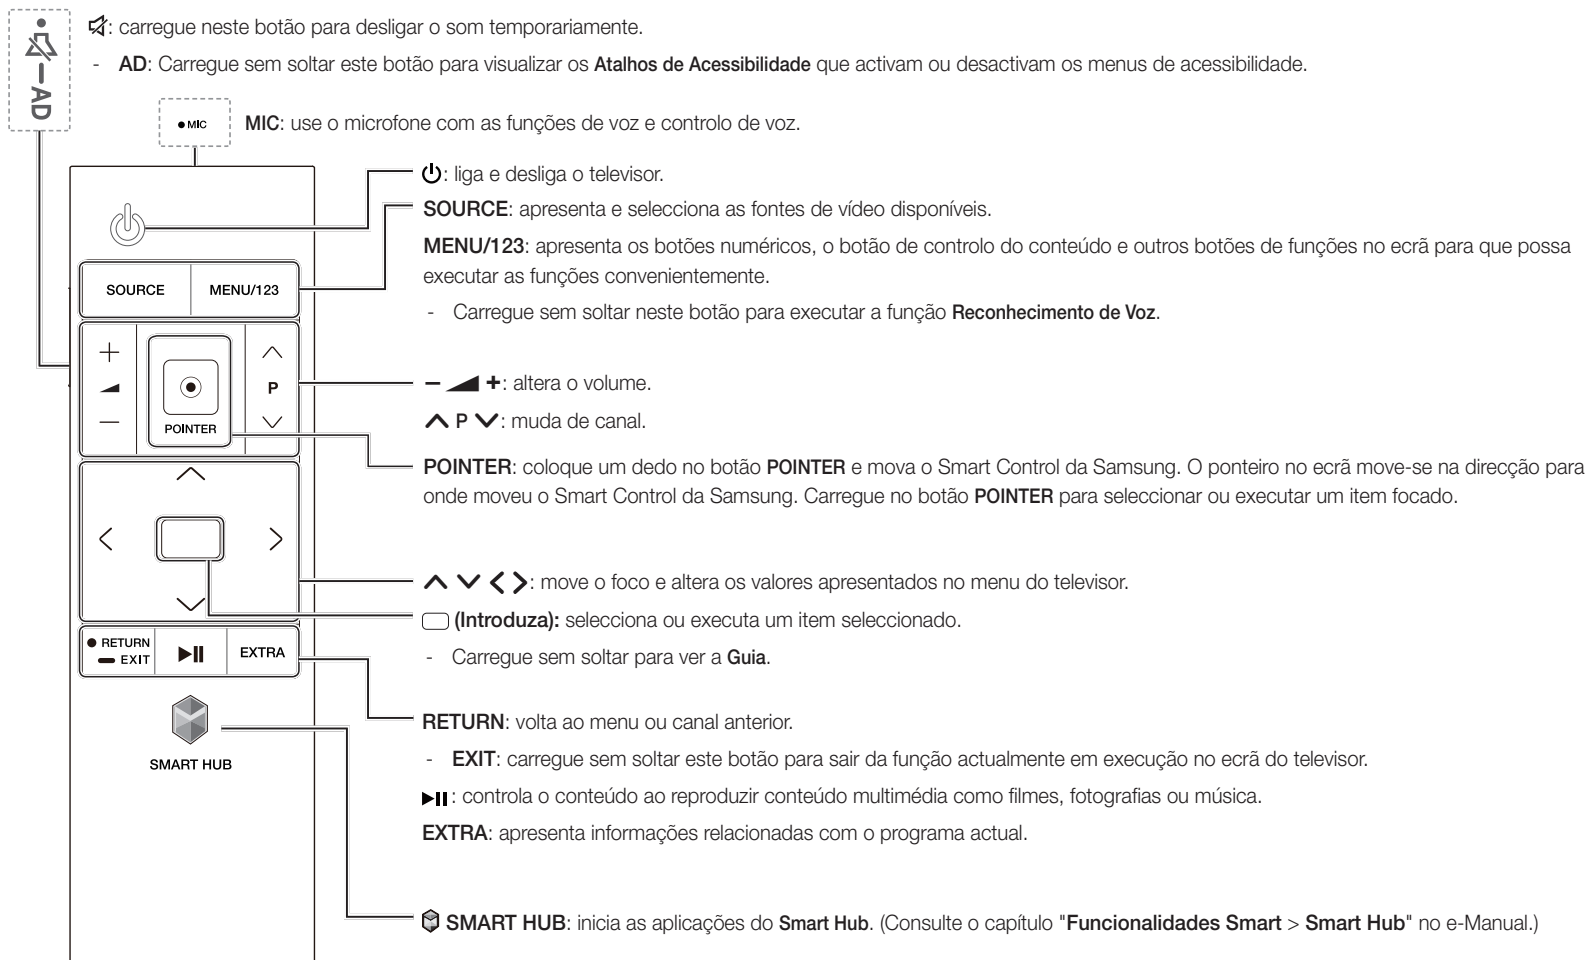 : carregue neste botão para desligar o som temporariamente.
- AD: Carregue sem soltar este botão para visualizar os Atalhos de Acessibilidade que activam ou desactivam os menus de acessibilidade.
AD
MIC
MIC: use o microfone com as funções de voz e controlo de voz.
: liga e desliga o televisor.
SOURCE: apresenta e selecciona as fontes de vídeo disponíveis.
MENU/123: apresenta os botões numéricos, o botão de controlo do conteúdo e outros botões de funções no ecrã para que possa
executar as funções convenientemente.
- Carregue sem soltar neste botão para executar a função Reconhecimento de Voz.
SOURCE
MENU/123
+
P
−
POINTER
− +: altera o volume.
P : muda de canal.
POINTER: coloque um dedo no botão POINTER e mova o Smart Control da Samsung. O ponteiro no ecrã move-se na direcção para
onde moveu o Smart Control da Samsung. Carregue no botão POINTER para seleccionar ou executar um item focado.
: move o foco e altera os valores apresentados no menu do televisor.
(Introduza): selecciona ou executa um item seleccionado.
- Carregue sem soltar para ver a Guia.
RETURN
EXIT
EXTRA
RETURN: volta ao menu ou canal anterior.
- EXIT: carregue sem soltar este botão para sair da função actualmente em execução no ecrã do televisor.
: controla o conteúdo ao reproduzir conteúdo multimédia como filmes, fotografias ou música.
EXTRA: apresenta informações relacionadas com o programa actual.
SMART HUB
SMART HUB: inicia as aplicações do Smart Hub. (Consulte o capítulo "Funcionalidades Smart > Smart Hub" no e-Manual.)